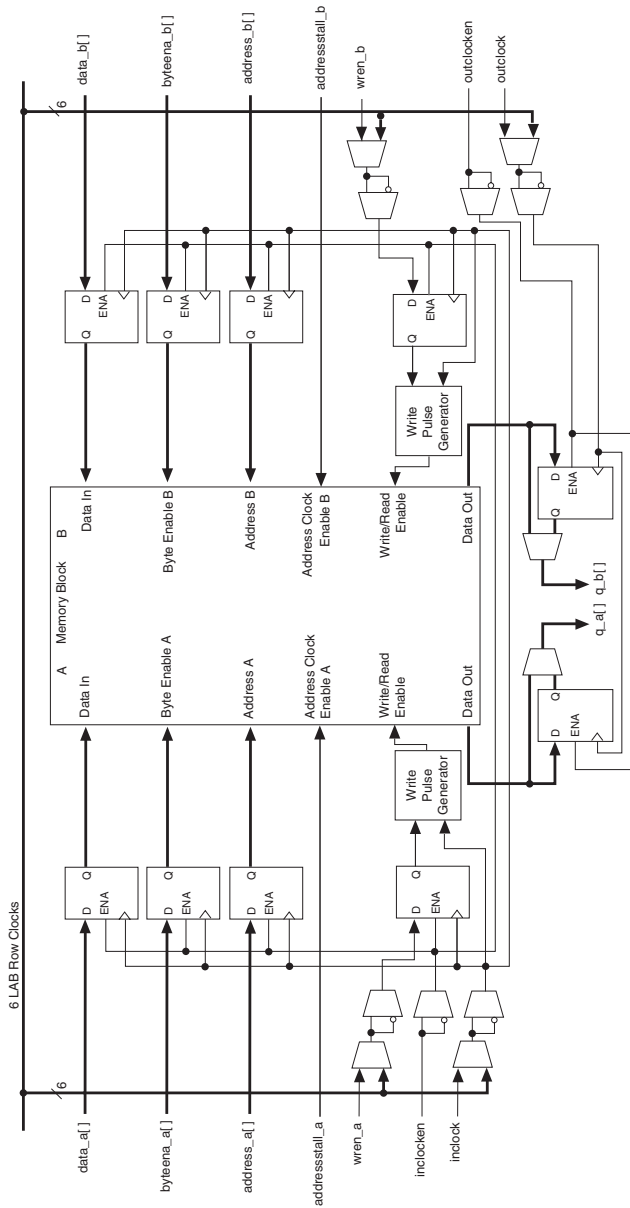 6 LAB Row Clocks
6
data_a[ ]
byteena_a[ ]
address_a[ ]
addressstall_a
wren_a
inclocken
inclock
D
ENA
Q
D
ENA
Q
D
ENA
Q
D
ENA
Q
Write
Pulse
Generator
A
Memory Block
B
Data In
Byte Enable A
Address A
Address Clock
Enable A
Write/Read
Enable
Data Out
Data In
Byte Enable B
Address B
Address Clock
Enable B
Write/Read
Enable
Data Out
D
ENA
Q
q_a[ ]
q_b[ ]
D
ENA
Q
Write
Pulse
Generator
Q
D
ENA
Q
D
ENA
Q
D
ENA
Q
D
ENA
6
data_b[ ]
byteena_b[ ]
address_b[ ]
addressstall_b
wren_b
outclocken
outclock